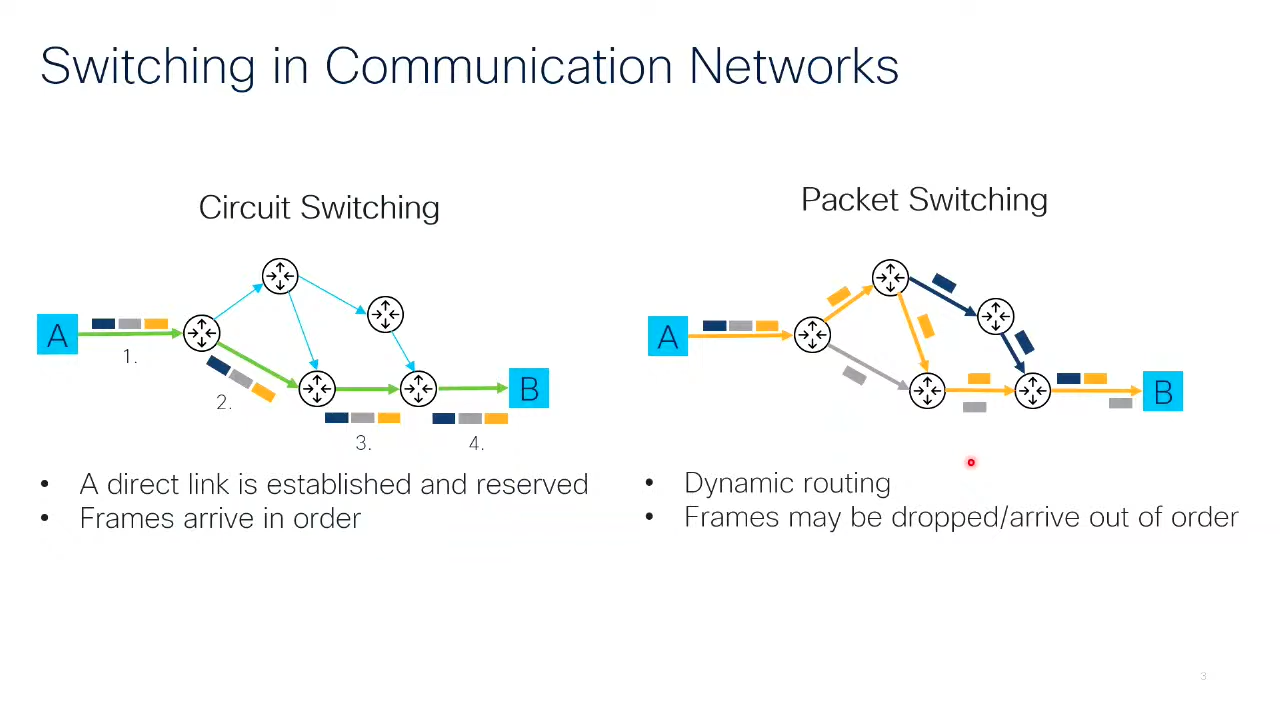 Switching in Communication Networks
Circuit Switching
A
1.
2.
3.
4.
B
• A direct link is established and reserved
• Frames arrive in order
Packet Switching
A
B
• Dynamic routing
• Frames may be dropped/arrive out of order
3